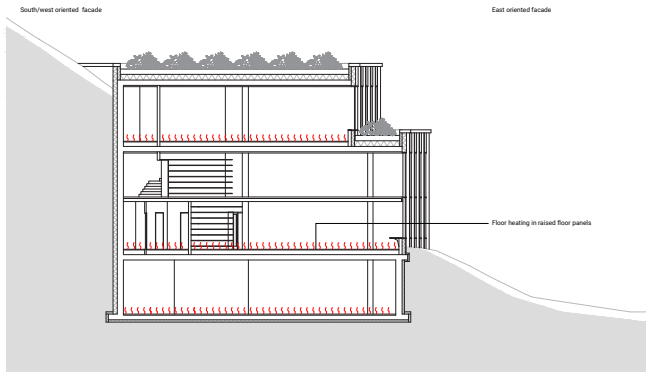 South/west oriented facade
East oriented facade
Floor heating in raised floor panels